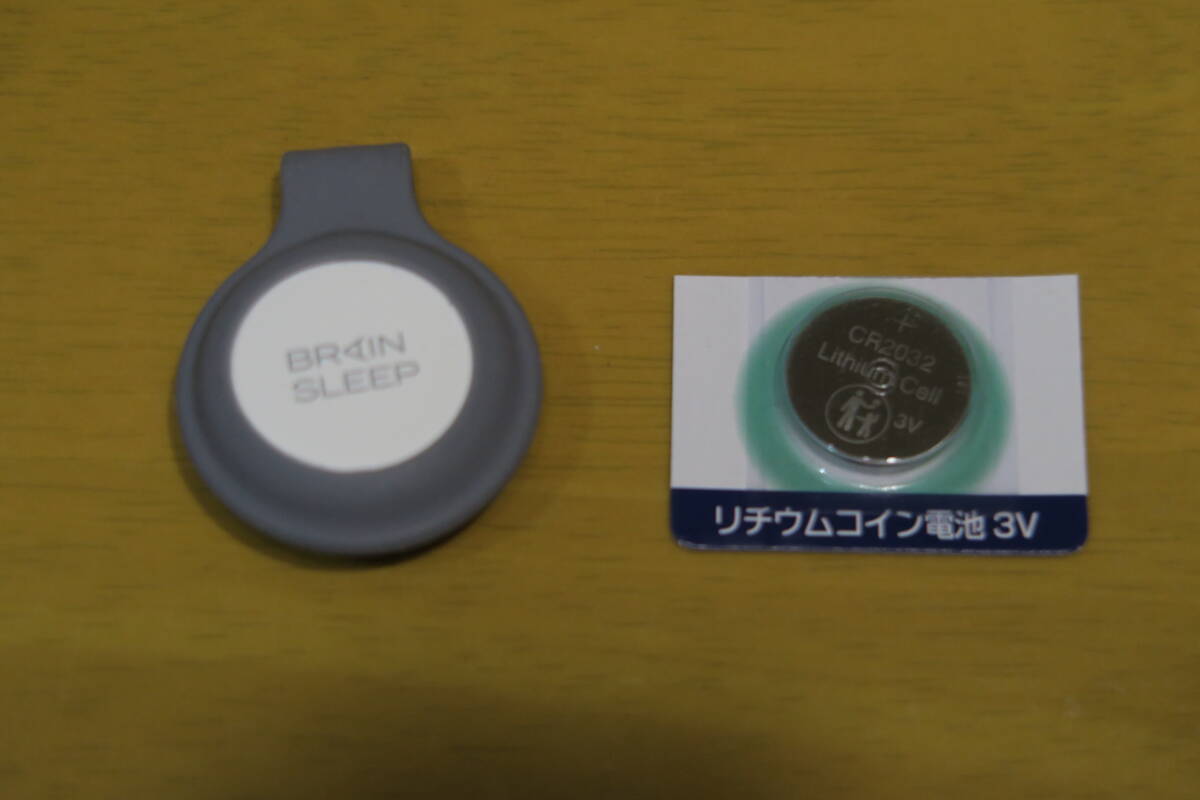 BRAIN
SLEEP
+
CR2032
Lithium Cell
3V
リチウムコイン電池 3V